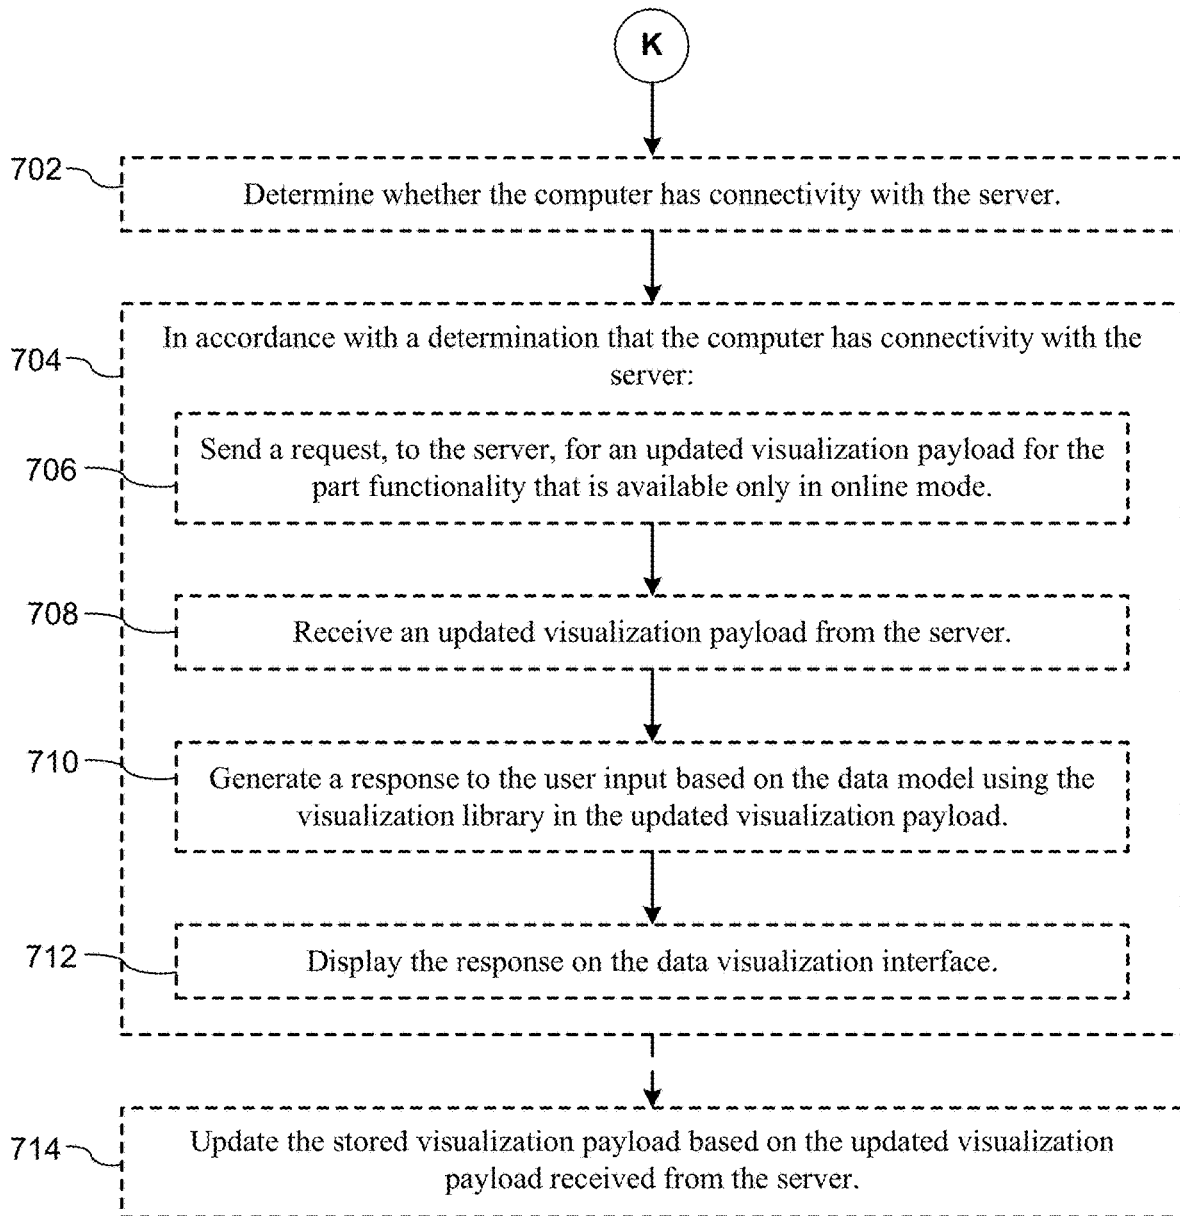 K
702
Determine whether the computer has connectivity with the server.
704
In accordance with a determination that the computer has connectivity with the
server:
706
Send a request, to the server, for an updated visualization payload for the
part functionality that is available only in online mode.
708
Receive an updated visualization payload from the server.
710
Generate a response to the user input based on the data model using the
visualization library in the updated visualization payload.
712
Display the response on the data visualization interface.
714
Update the stored visualization payload based on the updated visualization
payload received from the server.